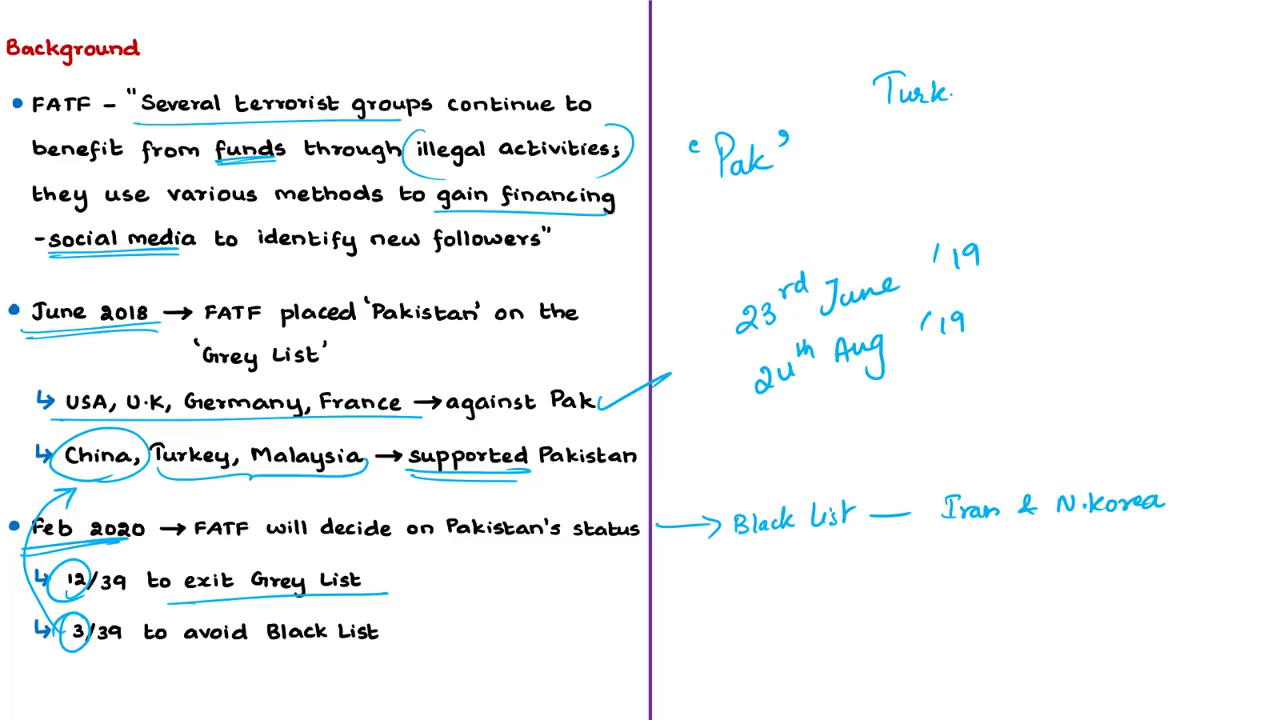 Background
• FATF – "Several terrorist groups continue to
benefit from funds through illegal activities;
they use various methods to gain financing
-social media to identify new followers"
• June 2018 → FATF placed 'Pakistan' on the
'Grey List'
↳ USA, U.K, Germany, France → against Pak
↳ China, Turkey, Malaysia → supported Pakistan
• Feb 2020 → FATF will decide on Pakistan's status
↳ 12/39 to exit Grey List
↳ 3/39 to avoid Black List
Turk.
'Pak'
23rd June '19
24th Aug '19
Black List — Iran & N.Korea